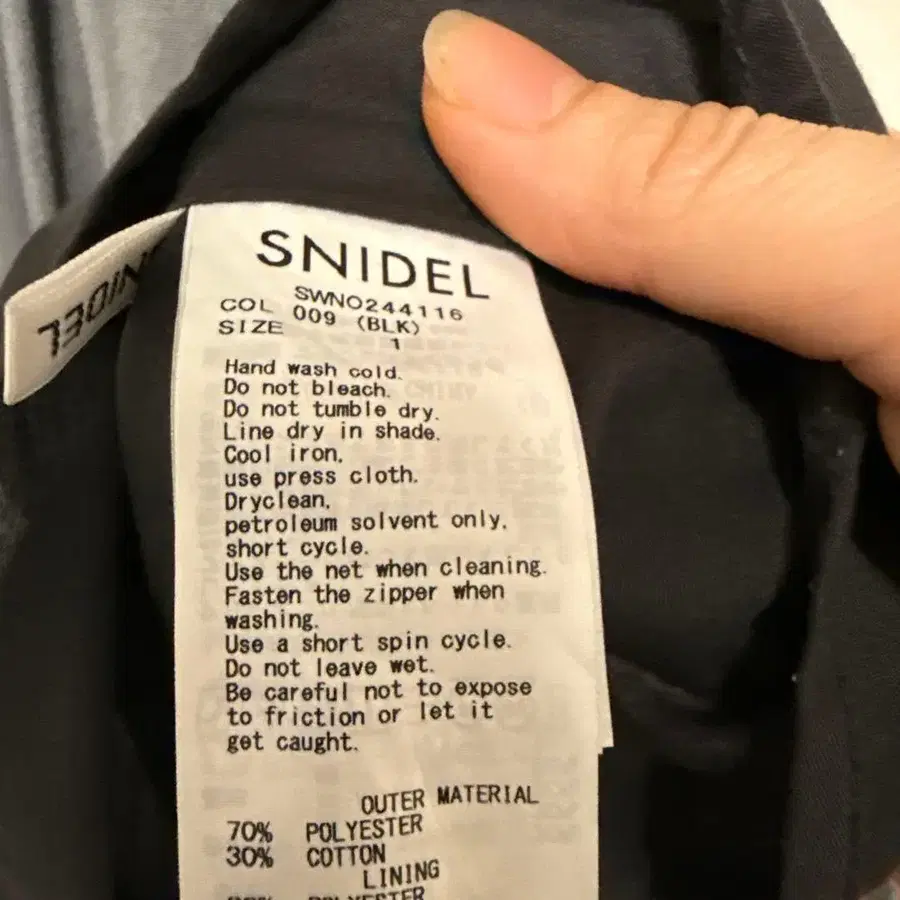 SNIDEL
SNIDEL
SWNO244116
COL 009 (BLK)
SIZE 1
Hand wash cold.
Do not bleach.
Do not tumble dry.
Line dry in shade.
Cool iron,
use press cloth.
Dryclean,
petroleum solvent only,
short cycle.
Use the net when cleaning.
Fasten the zipper when
washing.
Use a short spin cycle.
Do not leave wet.
Be careful not to expose
to friction or let it
get caught.
OUTER MATERIAL
70% POLYESTER
30% COTTON
LINING
POLYESTER